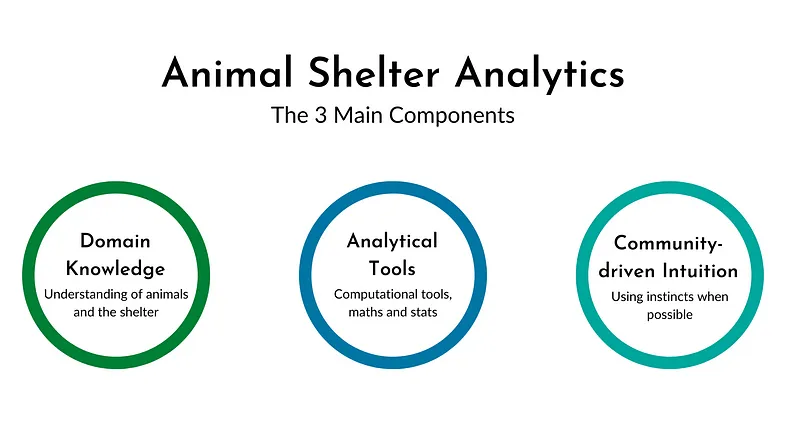 Animal Shelter Analytics
The 3 Main Components
Domain
Knowledge
Understanding of animals
and the shelter
Analytical
Tools
Computational tools,
maths and stats
Community-
driven Intuition
Using instincts when
possible